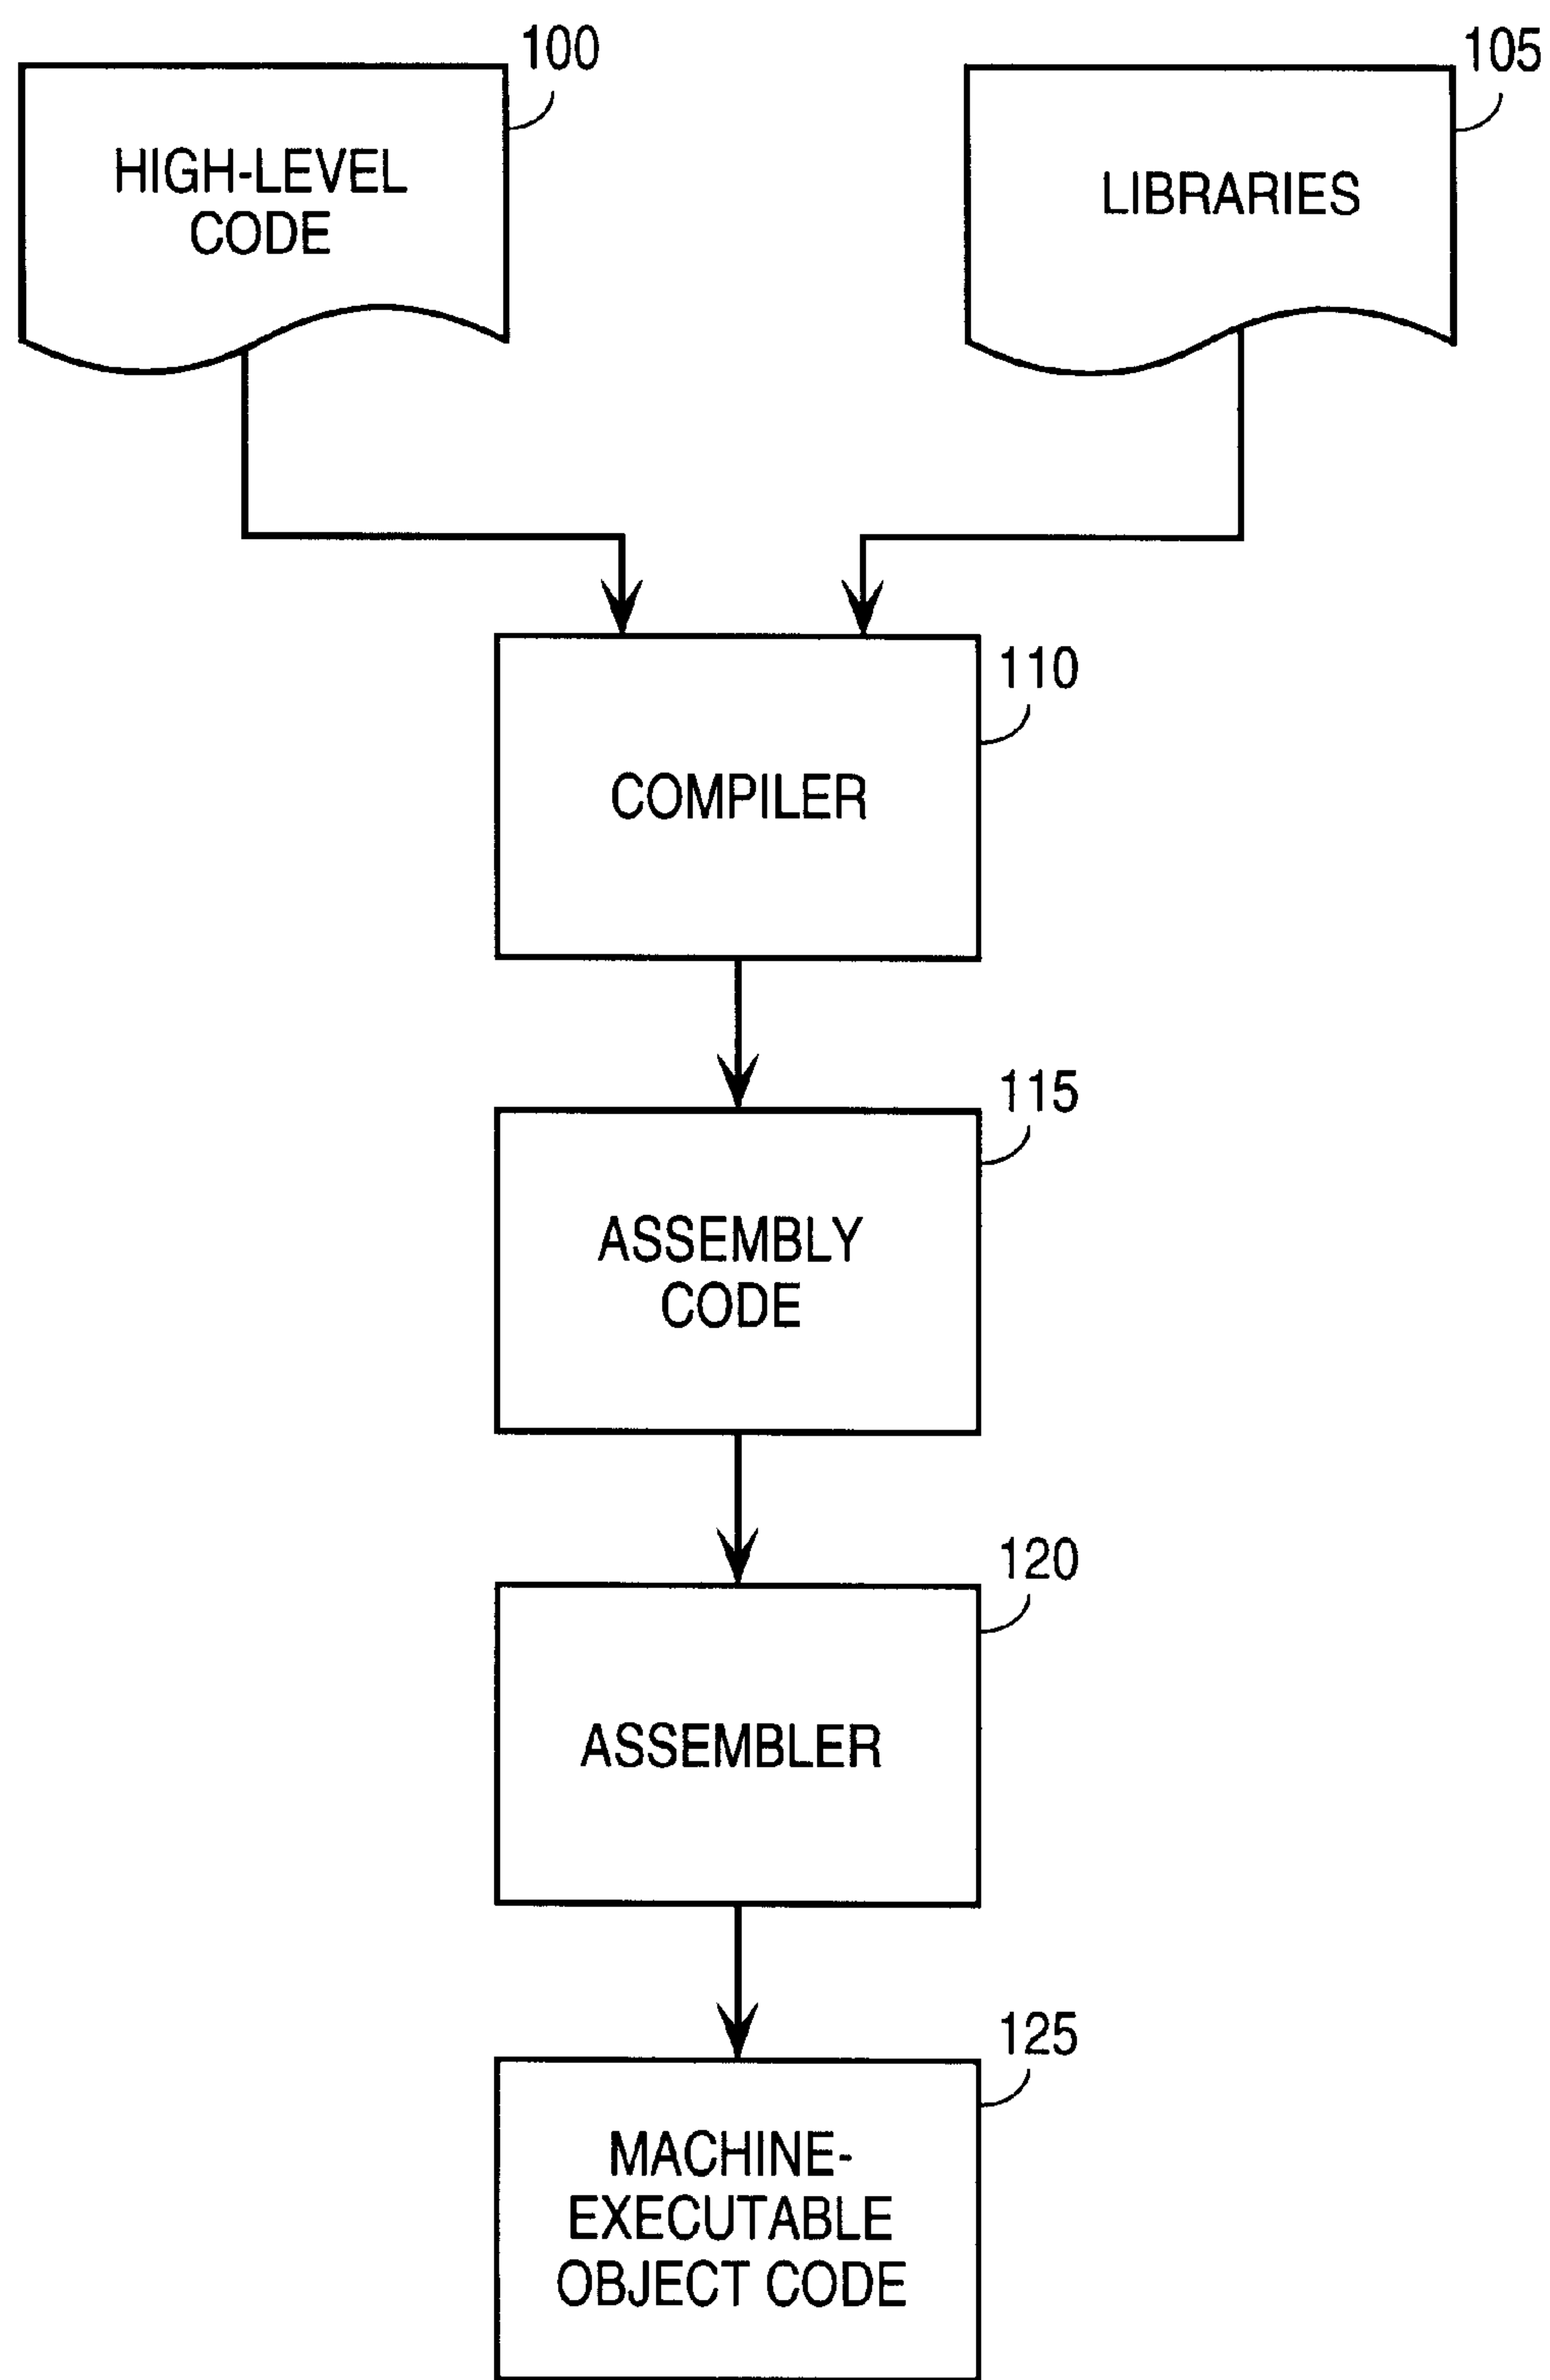 100
HIGH-LEVEL
CODE
105
LIBRARIES
110
COMPILER
115
ASSEMBLY
CODE
120
ASSEMBLER
125
MACHINE-
EXECUTABLE
OBJECT CODE